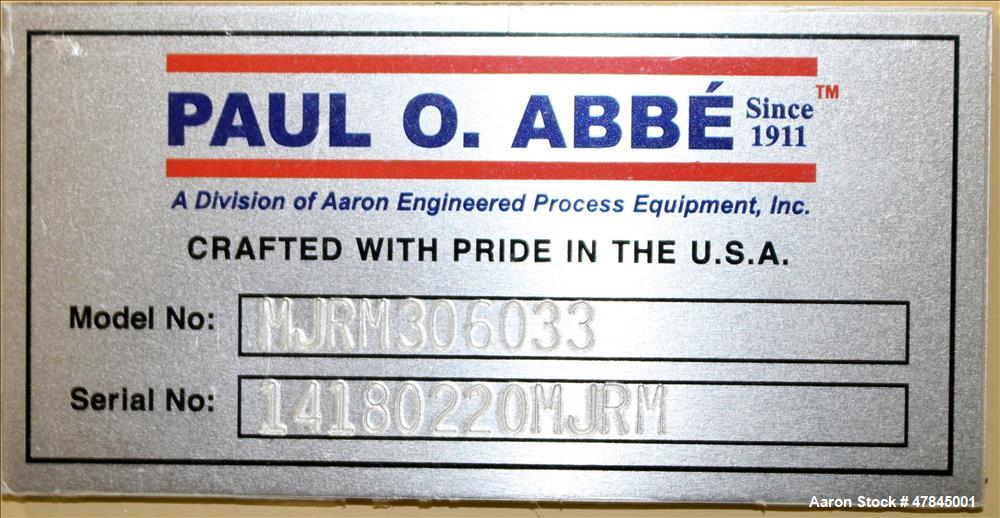 PAUL O. ABBÉ Since 1911 ™
A Division of Aaron Engineered Process Equipment, Inc.
CRAFTED WITH PRIDE IN THE U.S.A.
Model No: MJRM306033
Serial No: 14180220MJRM
Aaron Stock # 47845001